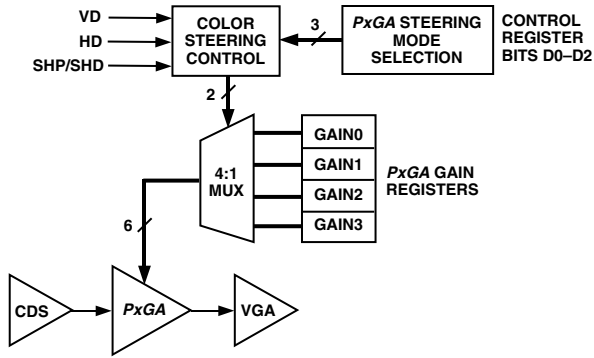 VD
HD
SHP/SHD
COLOR
STEERING
CONTROL
3
PxGA STEERING
MODE
SELECTION
CONTROL
REGISTER
BITS D0–D2
2
4:1
MUX
GAIN0
GAIN1
GAIN2
GAIN3
PxGA GAIN
REGISTERS
6
CDS
PxGA
VGA